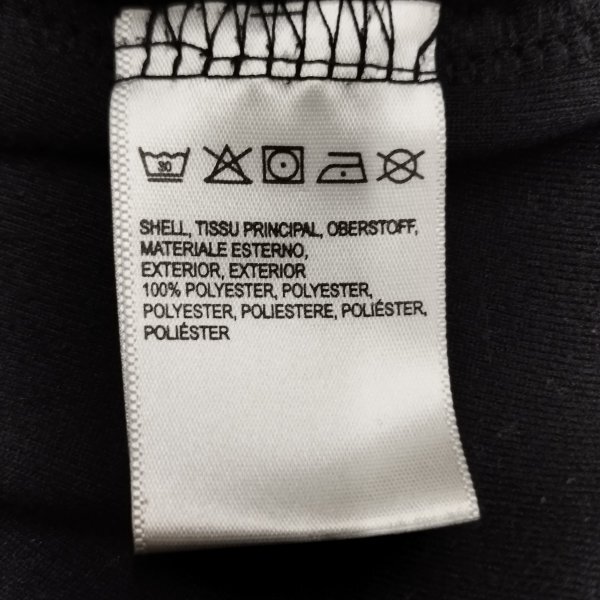 30
SHELL, TISSU PRINCIPAL, OBERSTOFF,
MATERIALE ESTERNO,
EXTERIOR, EXTERIOR
100% POLYESTER, POLYESTER,
POLYESTER, POLIESTERE, POLIÉSTER,
POLIÉSTER